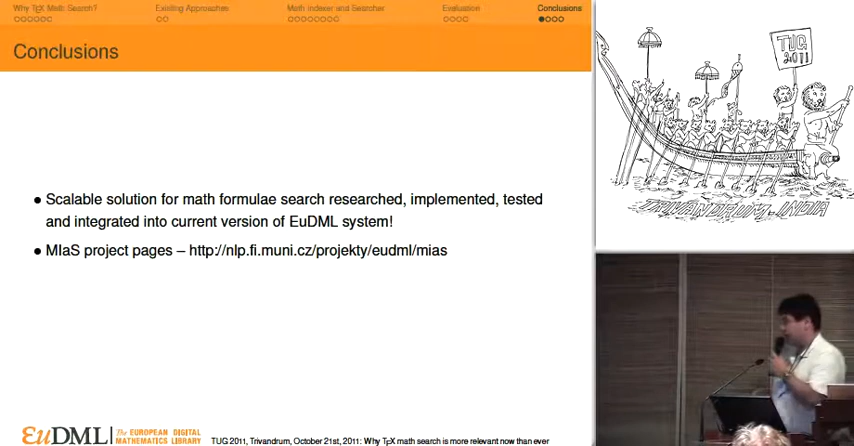 Why TEX Math Search?
Existing Approaches
Math Indexer and Searcher
Evaluation
Conclusions
Conclusions
● Scalable solution for math formulae search researched, implemented, tested
and integrated into current version of EuDML system!
● MIaS project pages – http://nlp.fi.muni.cz/projekty/eudml/mias
EuDML
The EUROPEAN DIGITAL
MATHEMATICS LIBRARY
TUG 2011, Trivandrum, October 21st, 2011: Why TEX math search is more relevant now than ever
TUG
2011
TRIVANDRUM-INDIA